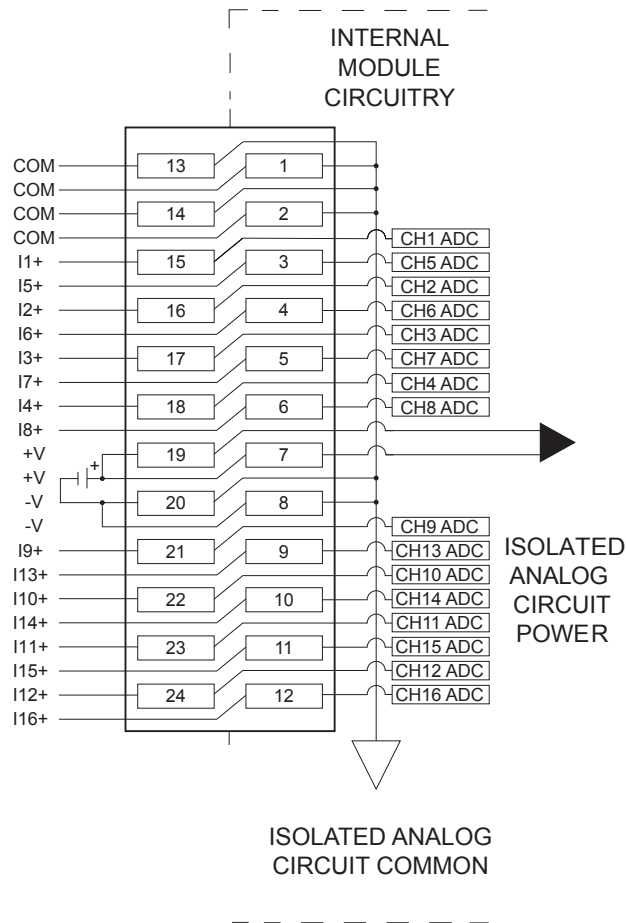 INTERNAL
MODULE
CIRCUITRY
COM 13 1
COM
COM 14 2
COM CH1 ADC
I1+ 15 3 CH5 ADC
I5+ CH2 ADC
I2+ 16 4 CH6 ADC
I6+ CH3 ADC
I3+ 17 5 CH7 ADC
I7+ CH4 ADC
I4+ 18 6 CH8 ADC
I8+
+V 19 7
+V +
-V 20 8
-V CH9 ADC
I9+ 21 9 CH13 ADC
I13+ CH10 ADC
I10+ 22 10 CH14 ADC
I14+ CH11 ADC
I11+ 23 11 CH15 ADC
I15+ CH12 ADC
I12+ 24 12 CH16 ADC
I16+
ISOLATED
ANALOG
CIRCUIT
POWER
ISOLATED ANALOG
CIRCUIT COMMON